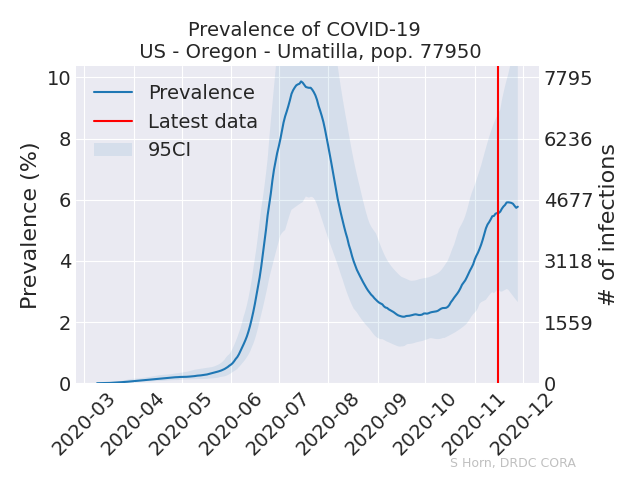 Prevalence of COVID-19
US - Oregon - Umatilla, pop. 77950
Prevalence (%)
10
8
6
4
2
0
Prevalence
Latest data
95CI
7795
6236
4677
3118
1559
0
# of infections
2020-03
2020-04
2020-05
2020-06
2020-07
2020-08
2020-09
2020-10
2020-11
2020-12
S Horn, DRDC CORA